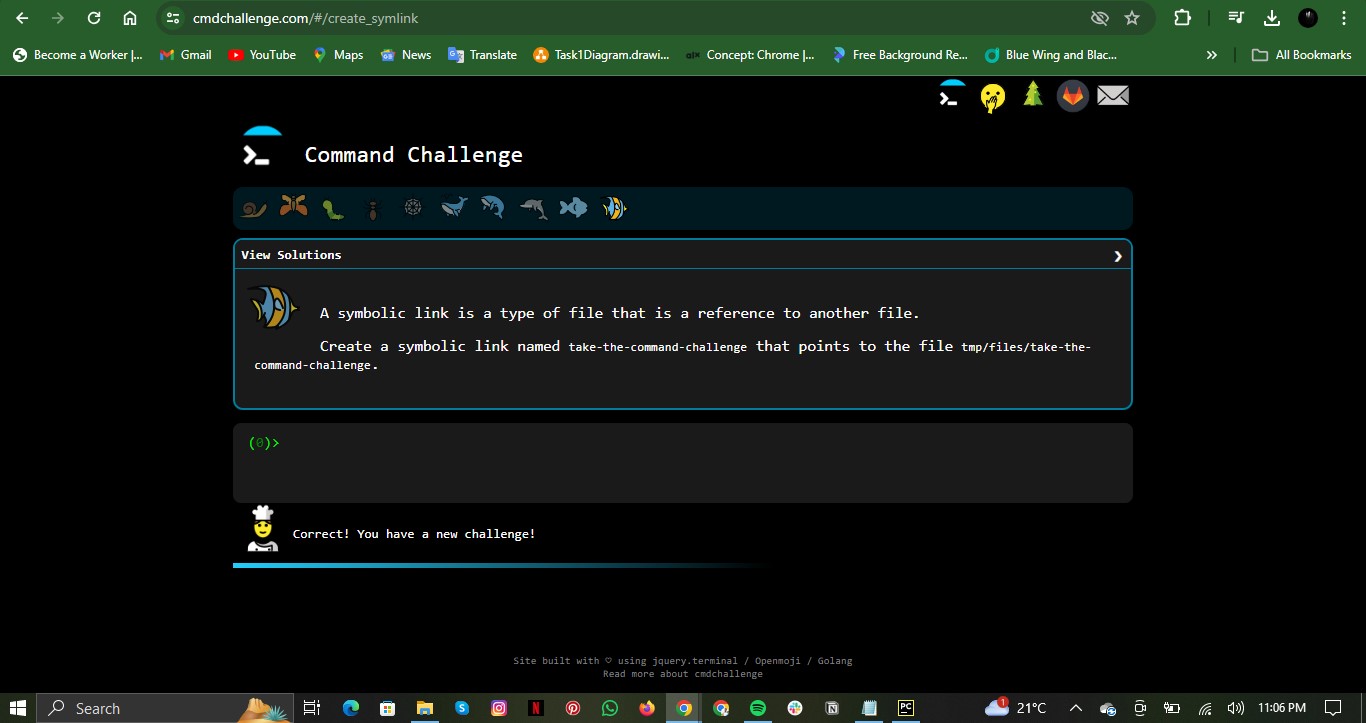 cmdchallenge.com/#/create_symlink
Become a Worker |... Gmail YouTube Maps News Translate Task1Diagram.drawi... alx Concept: Chrome |... Free Background Re... Blue Wing and Blac... » All Bookmarks
Command Challenge
View Solutions
A symbolic link is a type of file that is a reference to another file.
Create a symbolic link named take-the-command-challenge that points to the file tmp/files/take-the-
command-challenge.
(0)>
Correct! You have a new challenge!
Site built with ♡ using jquery.terminal / Openmoji / Golang
Read more about cmdchallenge
Search 1 21°C 11:06 PM